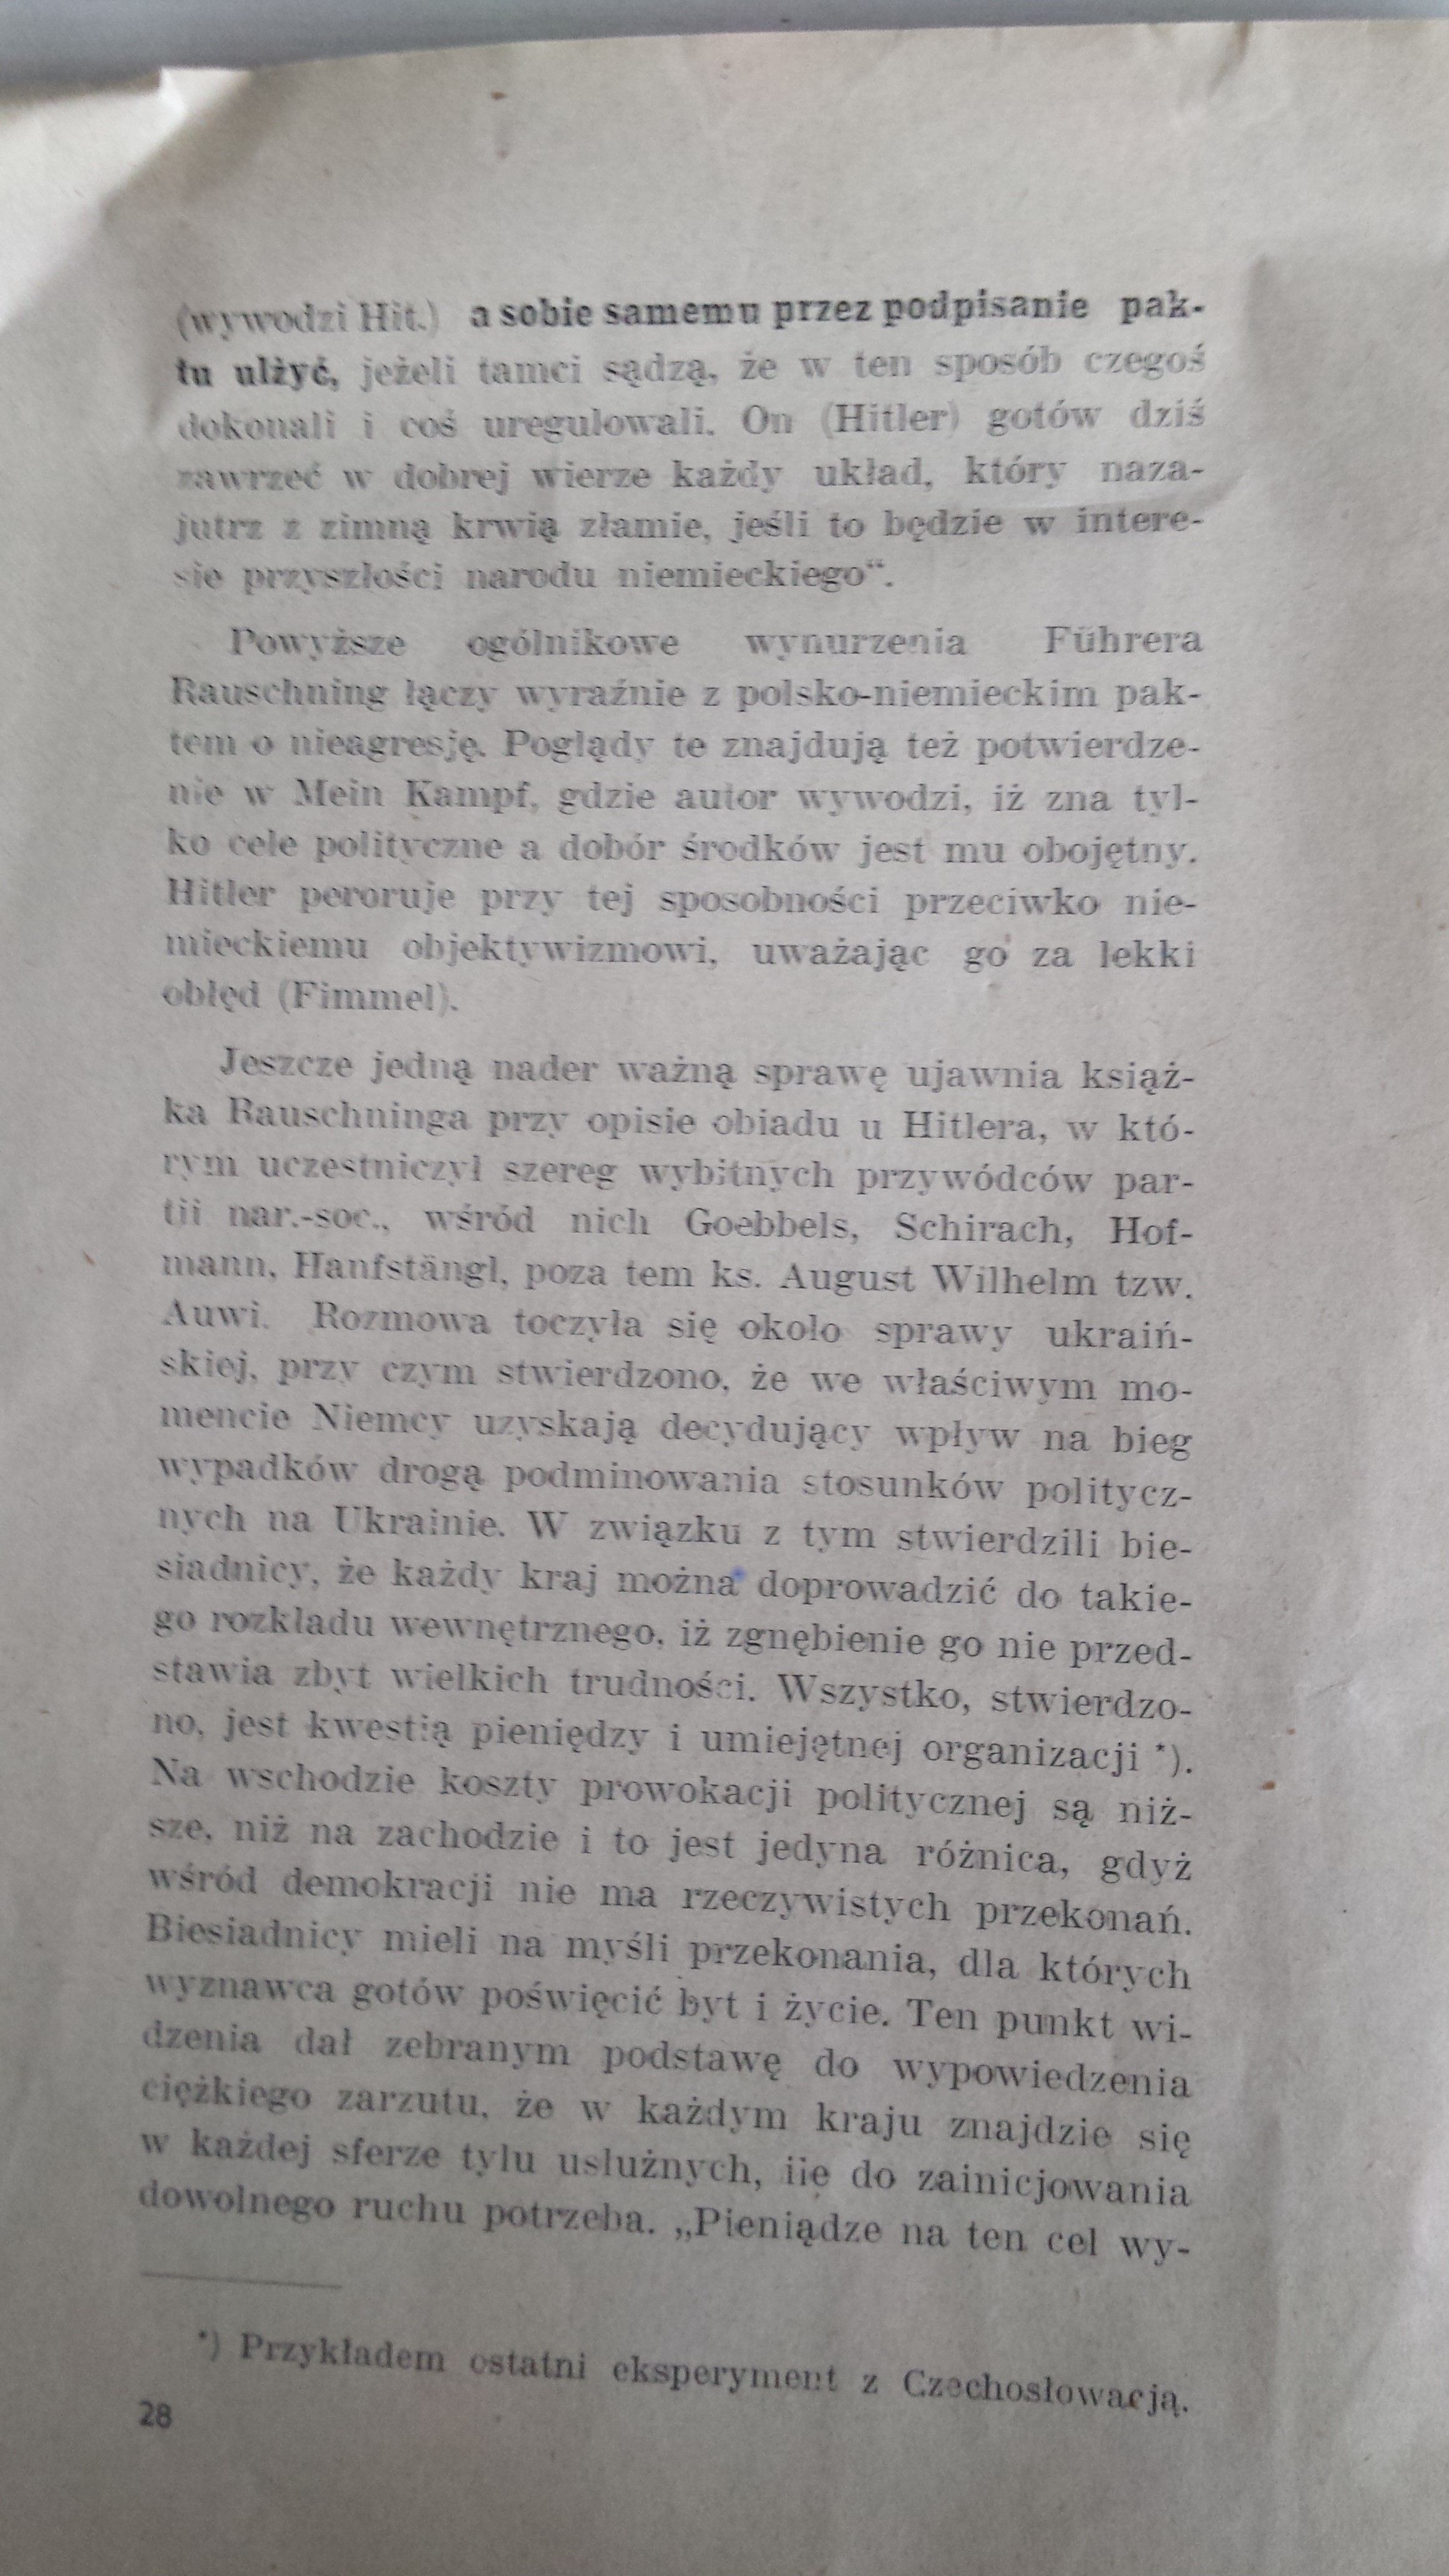 (wywodzi Hit.) a sobie samemu przez podpisanie pak-
tu ulżyć, jeżeli tamci sądzą, że w ten sposób czegoś
dokonali i coś uregulowali. On (Hitler) gotów dziś
zawrzeć w dobrej wierze każdy układ, który naza-
jutrz z zimną krwią złamie, jeśli to będzie w intere-
sie przyszłości narodu niemieckiego“.
Powyższe ogólnikowe wynurzenia Führera
Rauschning łączy wyraźnie z polsko-niemieckim pak-
tem o nieagresję. Poglądy te znajdują też potwierdze-
nie w Mein Kampf, gdzie autor wywodzi, iż zna tyl-
ko cele polityczne a dobór środków jest mu obojętny.
Hitler peroruje przy tej sposobności przeciwko nie-
mieckiemu objektywizmowi, uważając go za lekki
obłęd (Fimmel).
Jeszcze jedną nader ważną sprawę ujawnia książ-
ka Rauschninga przy opisie obiadu u Hitlera, w któ-
rym uczestniczył szereg wybitnych przywódców par-
tii nar.-soc., wśród nich Goebbels, Schirach, Hof-
mann, Hanfstängl, poza tem ks. August Wilhelm tzw.
Auwi. Rozmowa toczyła się około sprawy ukraiń-
skiej, przy czym stwierdzono, że we właściwym mo-
mencie Niemcy uzyskają decydujący wpływ na bieg
wypadków drogą podminowania stosunków politycz-
nych na Ukrainie. W związku z tym stwierdzili bie-
siadnicy, że każdy kraj można doprowadzić do takie-
go rozkładu wewnętrznego, iż zgnębienie go nie przed-
stawia zbyt wielkich trudności. Wszystko, stwierdzo-
no, jest kwestią pieniędzy i umiejętnej organizacji *).
Na wschodzie koszty prowokacji politycznej są niż-
sze, niż na zachodzie i to jest jedyna różnica, gdyż
wśród demokracji nie ma rzeczywistych przekonań.
Biesiadnicy mieli na myśli przekonania, dla których
wyznawca gotów poświęcić byt i życie. Ten punkt wi-
dzenia dał zebranym podstawę do wypowiedzenia
ciężkiego zarzutu, że w każdym kraju znajdzie się
w każdej sferze tylu usłużnych, ile do zainicjowania
dowolnego ruchu potrzeba. „Pieniądze na ten cel wy-
*) Przykładem ostatni eksperyment z Czechosłowacją.
28